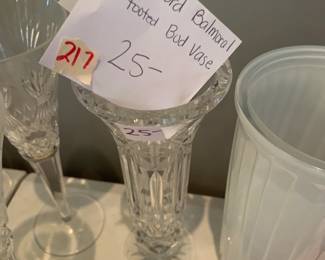 Balmoral
footed Bud Vase
217
25-
25-